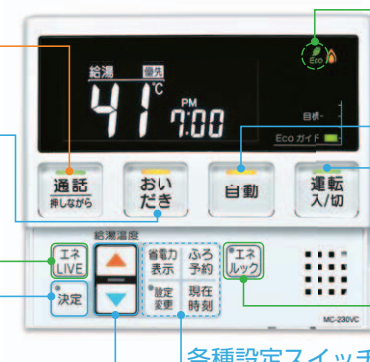 Eco
給湯 優先
41℃
PM
7:00
目標-
Eco ガイド
通話
押しながら
おい
だき
自動
運転
入/切
給湯温度
エネ
LIVE
省電力
表示
ふろ
予約
エネ
ルック
決定
設定
変更
現在
時刻
MC-230VC
各種設定スイッチ